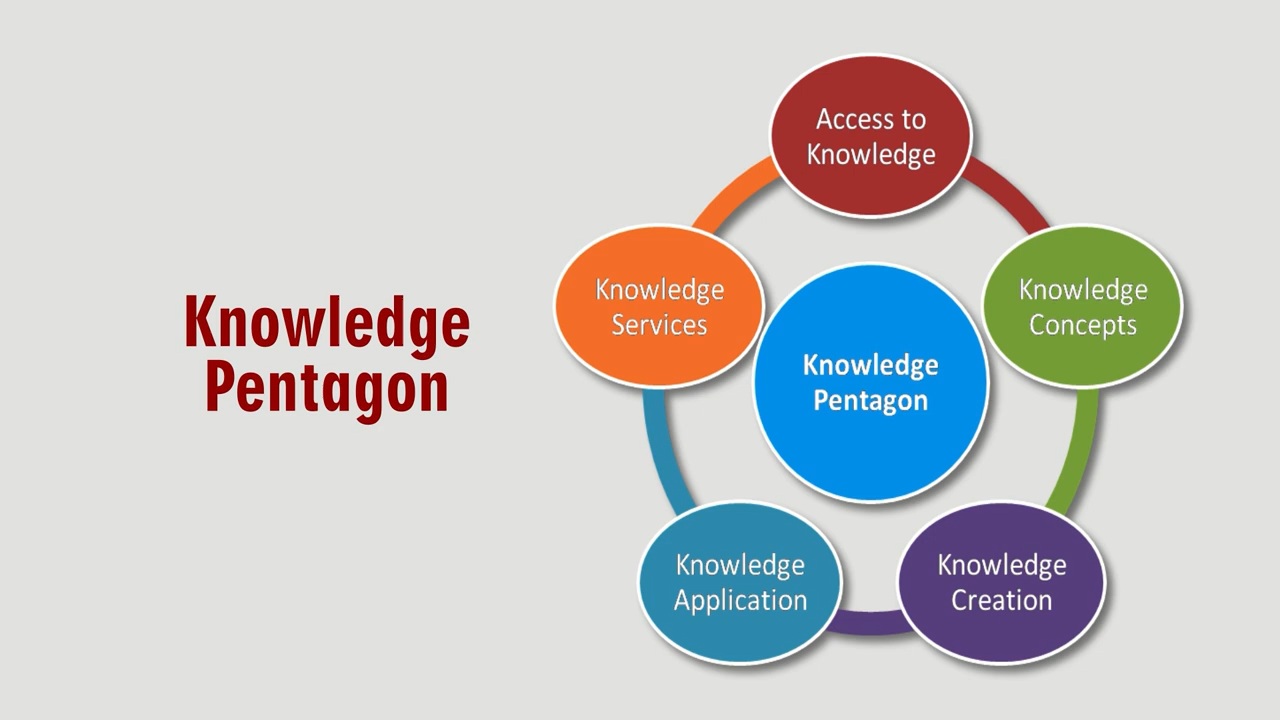 Knowledge
Pentagon
Access to
Knowledge
Knowledge
Concepts
Knowledge
Creation
Knowledge
Application
Knowledge
Services
Knowledge
Pentagon